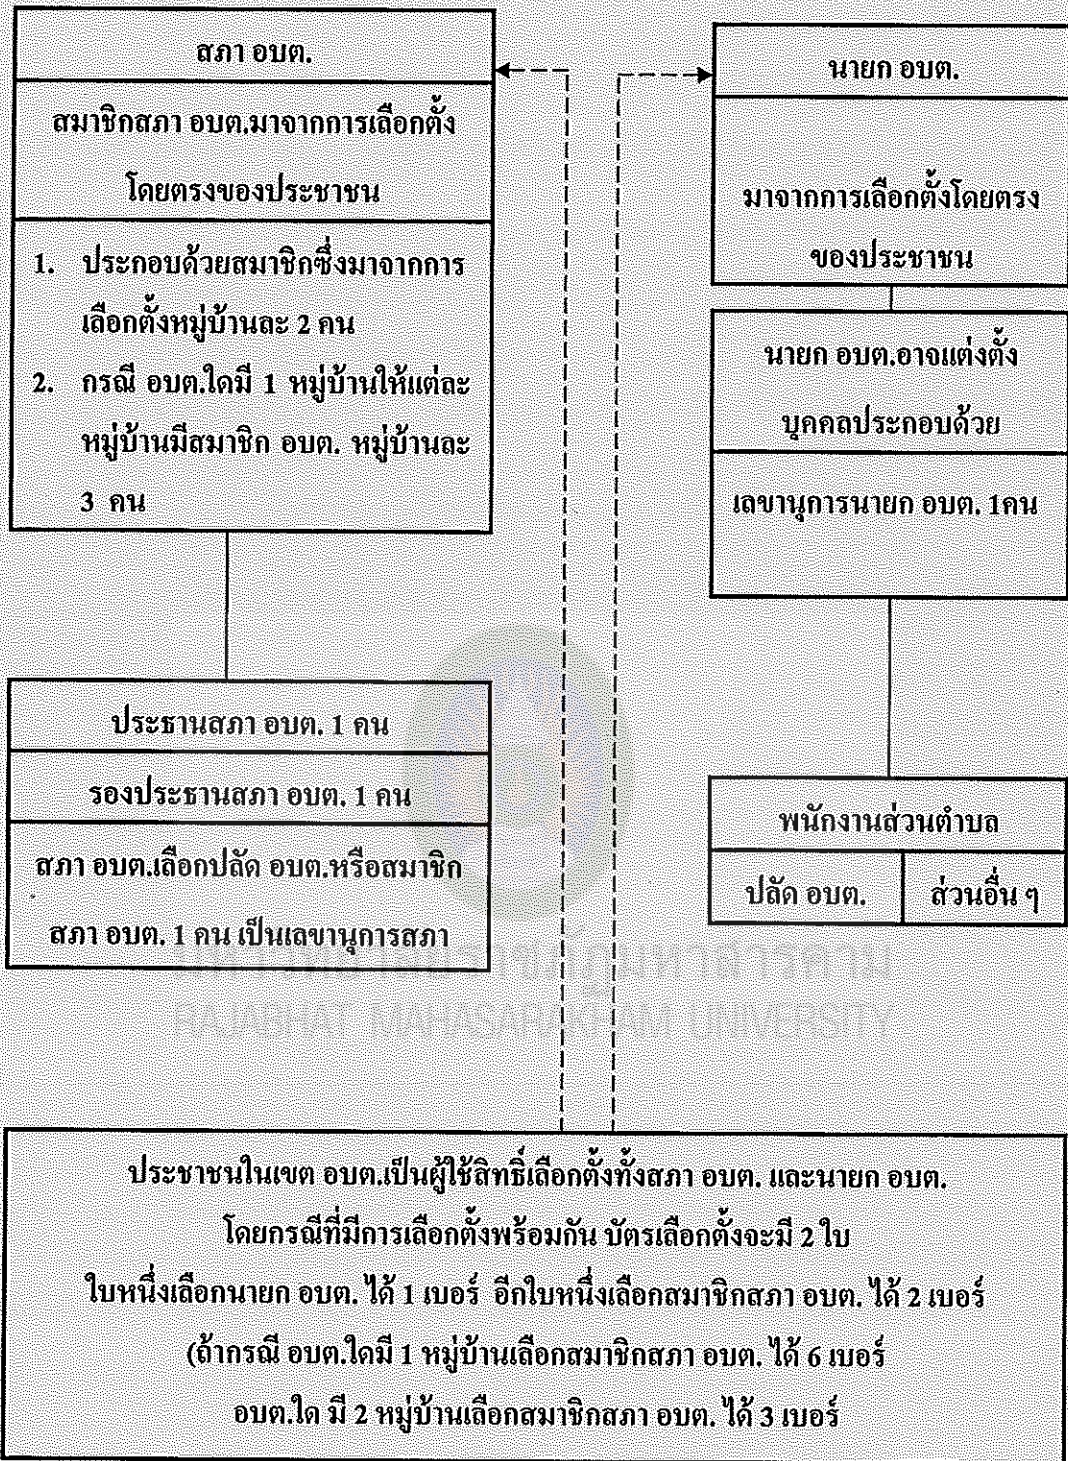 สภา อบต.
สมาชิกสภา อบต.มาจากการเลือกตั้ง
โดยตรงของประชาชน
1. ประกอบด้วยสมาชิกซึ่งมาจากการ
เลือกตั้งหมู่บ้านละ 2 คน
2. กรณี อบต.ใดมี 1 หมู่บ้านให้แต่ละ
หมู่บ้านมีสมาชิก อบต. หมู่บ้านละ
3 คน
ประธานสภา อบต. 1 คน
รองประธานสภา อบต. 1 คน
สภา อบต.เลือกปลัด อบต.หรือสมาชิก
สภา อบต. 1 คน เป็นเลขานุการสภา
นายก อบต.
มาจากการเลือกตั้งโดยตรง
ของประชาชน
นายก อบต.อาจแต่งตั้ง
บุคคลประกอบด้วย
เลขานุการนายก อบต. 1คน
พนักงานส่วนตำบล
ปลัด อบต.
ส่วนอื่น ๆ
RAJABHAT MAHASARAKHAM UNIVERSITY
ประชาชนในเขต อบต.เป็นผู้ใช้สิทธิ์เลือกตั้งทั้งสภา อบต. และนายก อบต.
โดยกรณีที่มีการเลือกตั้งพร้อมกัน บัตรเลือกตั้งจะมี 2 ใบ
ใบหนึ่งเลือกนายก อบต. ได้ 1 เบอร์ อีกใบหนึ่งเลือกสมาชิกสภา อบต. ได้ 2 เบอร์
(ถ้ากรณี อบต.ใดมี 1 หมู่บ้านเลือกสมาชิกสภา อบต. ได้ 6 เบอร์
อบต.ใด มี 2 หมู่บ้านเลือกสมาชิกสภา อบต. ได้ 3 เบอร์